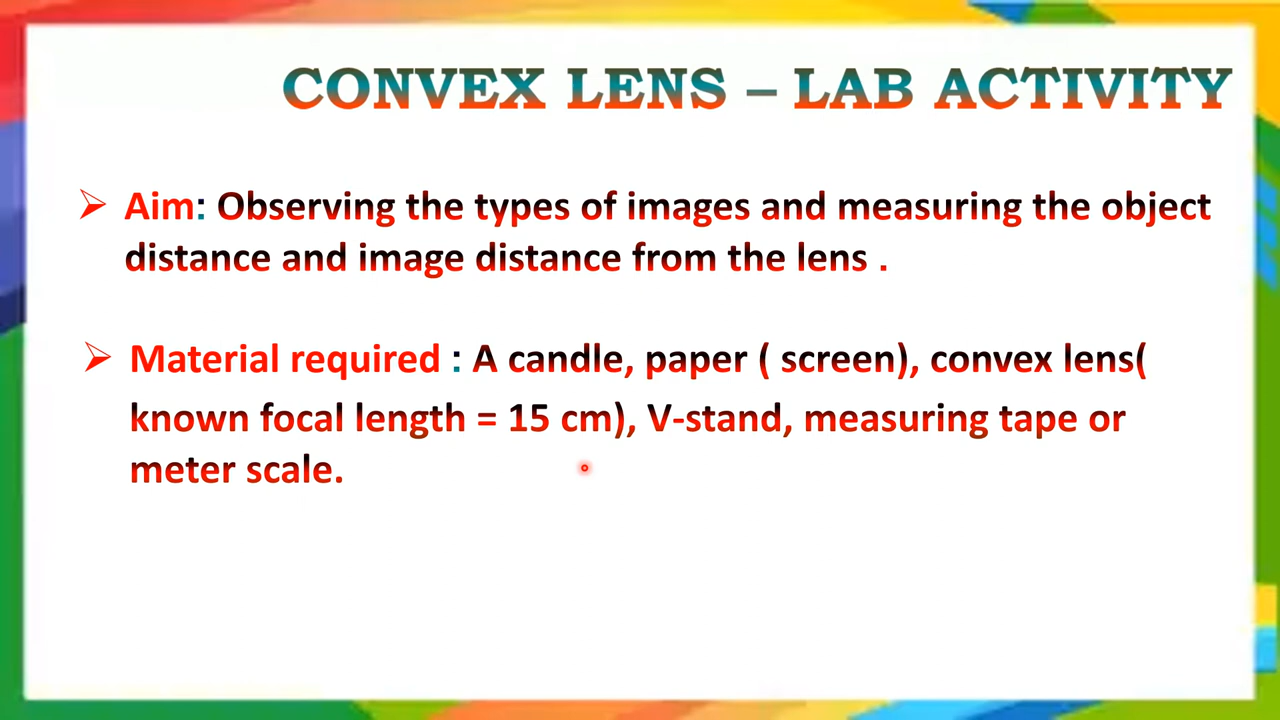 CONVEX LENS – LAB ACTIVITY
➢ Aim: Observing the types of images and measuring the object
distance and image distance from the lens .
➢ Material required : A candle, paper ( screen), convex lens(
known focal length = 15 cm), V-stand, measuring tape or
meter scale.